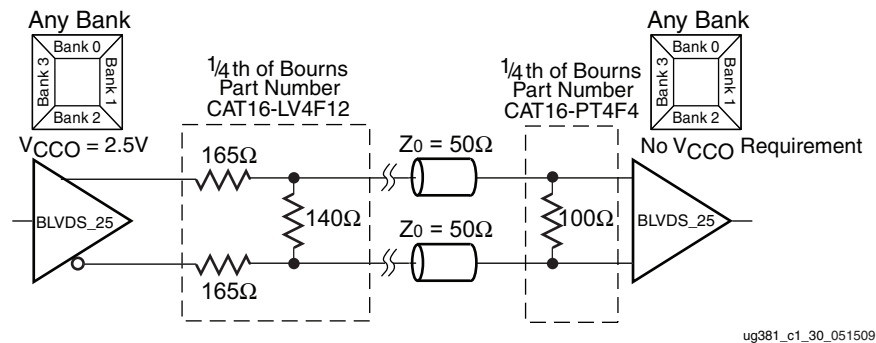 Any Bank
Bank 0
Bank 3
Bank 1
Bank 2
VCCO = 2.5V
BLVDS_25
1/4th of Bourns
Part Number
CAT16-LV4F12
165Ω
140Ω
165Ω
Z0 = 50Ω
Z0 = 50Ω
1/4th of Bourns
Part Number
CAT16-PT4F4
100Ω
Any Bank
Bank 0
Bank 3
Bank 1
Bank 2
No VCCO Requirement
BLVDS_25
ug381_c1_30_051509